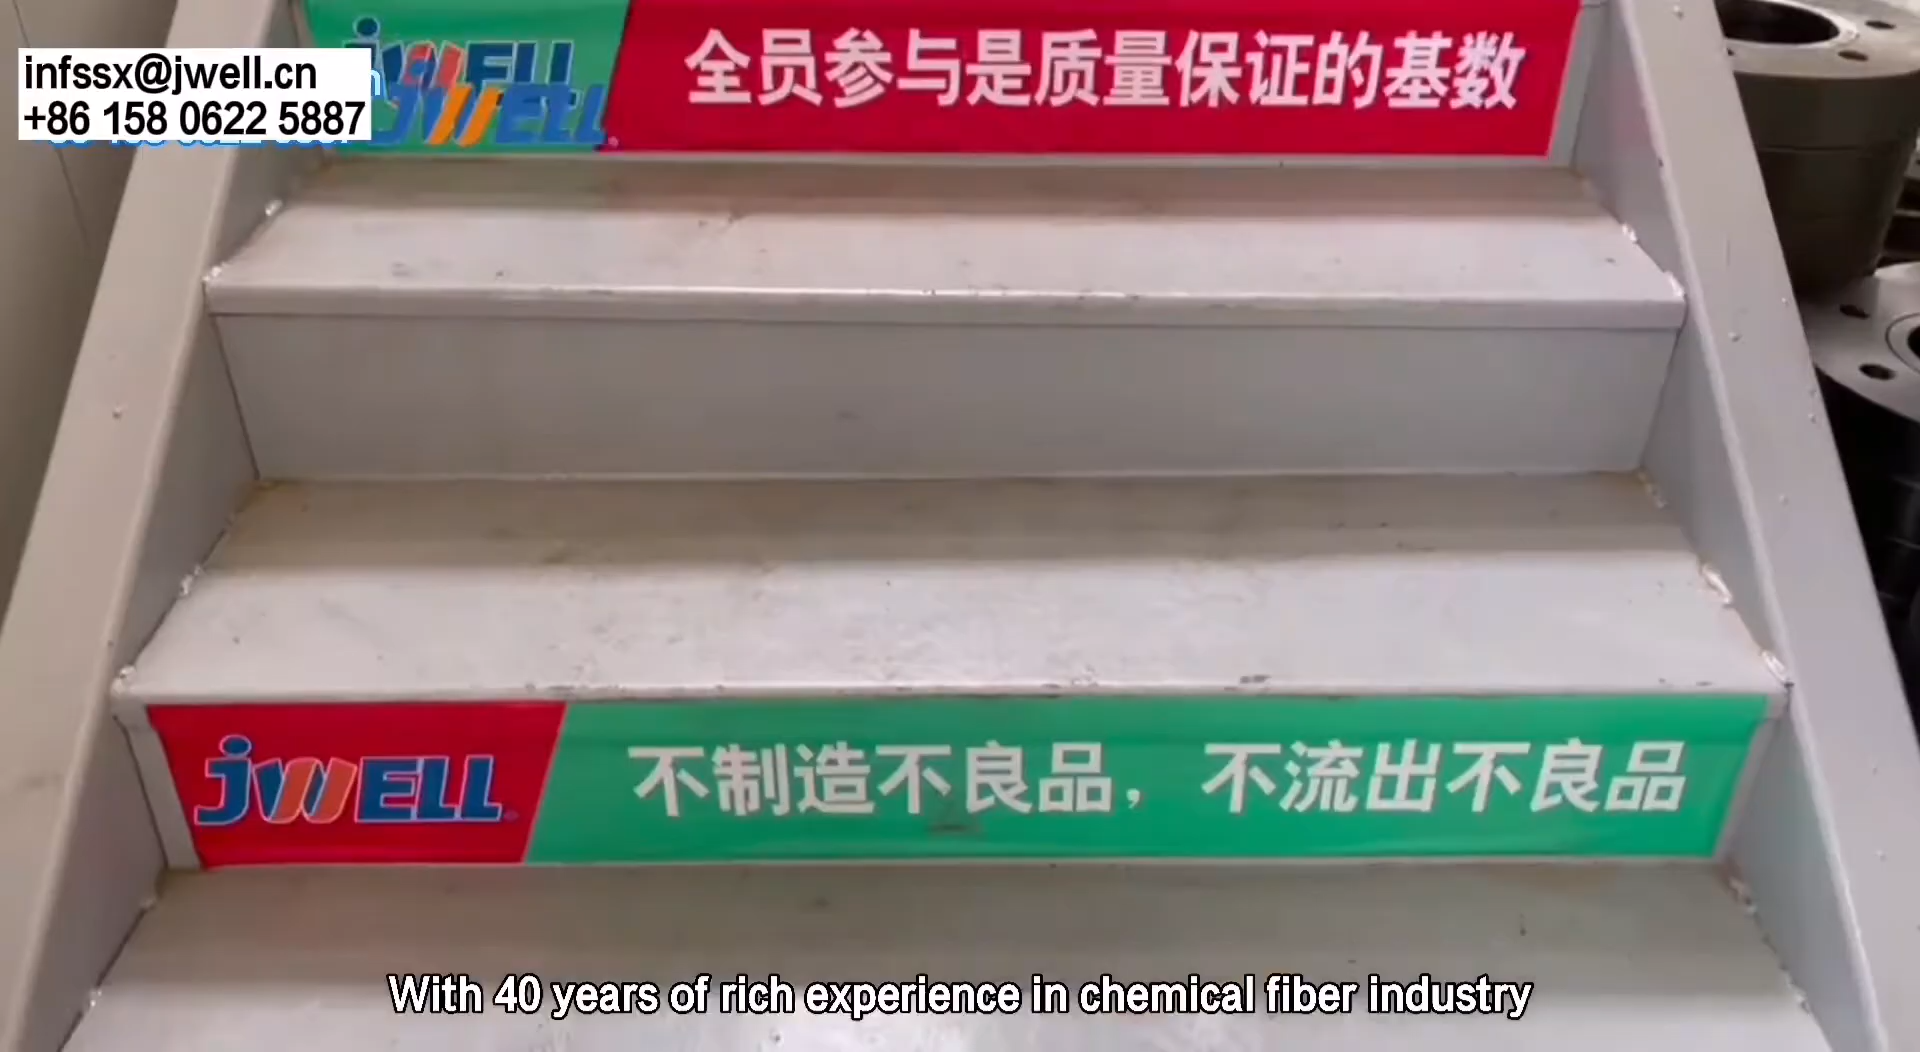 infssx@jwell.cn
+86 158 0622 5887
JWELL
JWELL
全员参与是质量保证的基数
JWELL
不制造不良品，不流出不良品
With 40 years of rich experience in chemical fiber industry